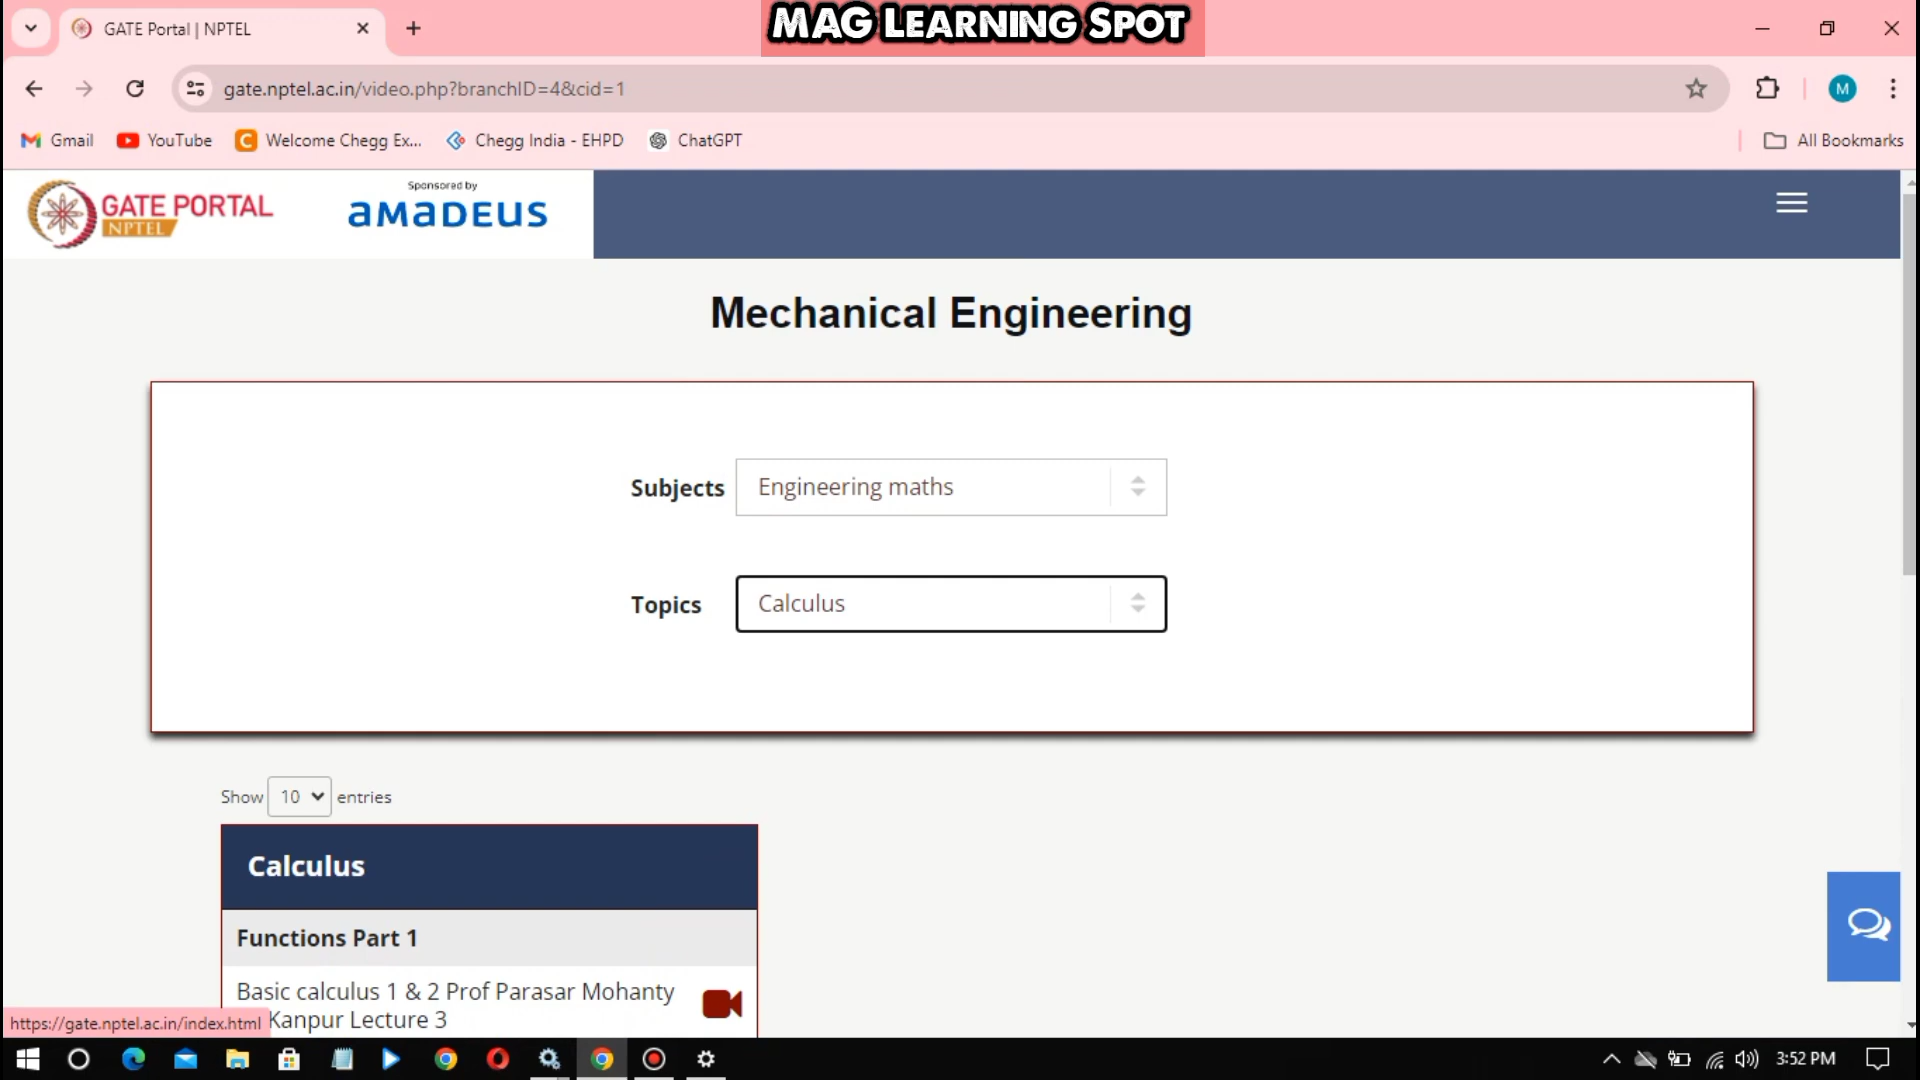 GATE Portal | NPTEL
MAG LEARNING SPOT
gate.nptel.ac.in/video.php?branchID=4&cid=1
M
Gmail
YouTube
Welcome Chegg Ex...
Chegg India - EHPD
ChatGPT
All Bookmarks
GATE PORTAL
NPTEL
Sponsored by
amadeus
Mechanical Engineering
Subjects
Engineering maths
Topics
Calculus
Show 10 entries
Calculus
Functions Part 1
Basic calculus 1 & 2 Prof Parasar Mohanty
Kanpur Lecture 3
https://gate.nptel.ac.in/index.html
3:52 PM